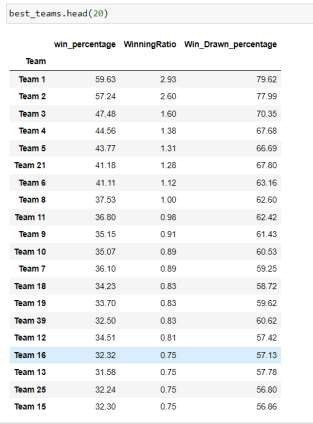 best_teams.head(20)
win_percentage WinningRatio Win_Drawn_percentage
Team
Team 1 59.63 2.93 79.62
Team 2 57.24 2.60 77.99
Team 3 47.48 1.60 70.35
Team 4 44.56 1.38 67.68
Team 5 43.77 1.31 66.69
Team 21 41.18 1.28 67.80
Team 6 41.11 1.12 63.16
Team 8 37.53 1.00 62.60
Team 11 36.80 0.98 62.42
Team 9 35.15 0.91 61.43
Team 10 35.07 0.89 60.53
Team 7 36.10 0.89 59.25
Team 18 34.23 0.83 58.72
Team 19 33.70 0.83 59.62
Team 39 32.50 0.83 60.62
Team 12 34.51 0.81 57.42
Team 16 32.32 0.75 57.13
Team 13 31.58 0.75 57.78
Team 25 32.24 0.75 56.80
Team 15 32.30 0.75 56.86